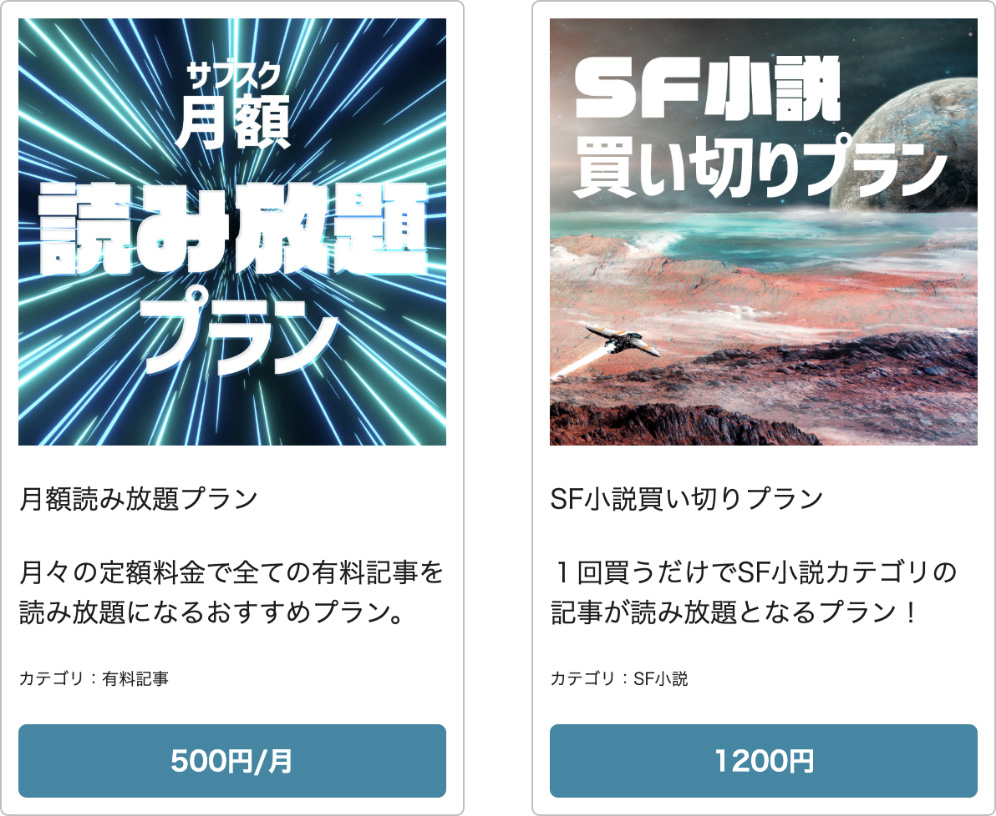 サブスク
月額
読み放題
プラン
月額読み放題プラン
月々の定額料金で全ての有料記事を
読み放題になるおすすめプラン。
カテゴリ：有料記事
500円/月
SF小説
買い切りプラン
SF小説買い切りプラン
１回買うだけでSF小説カテゴリの
記事が読み放題となるプラン！
カテゴリ：SF小説
1200円